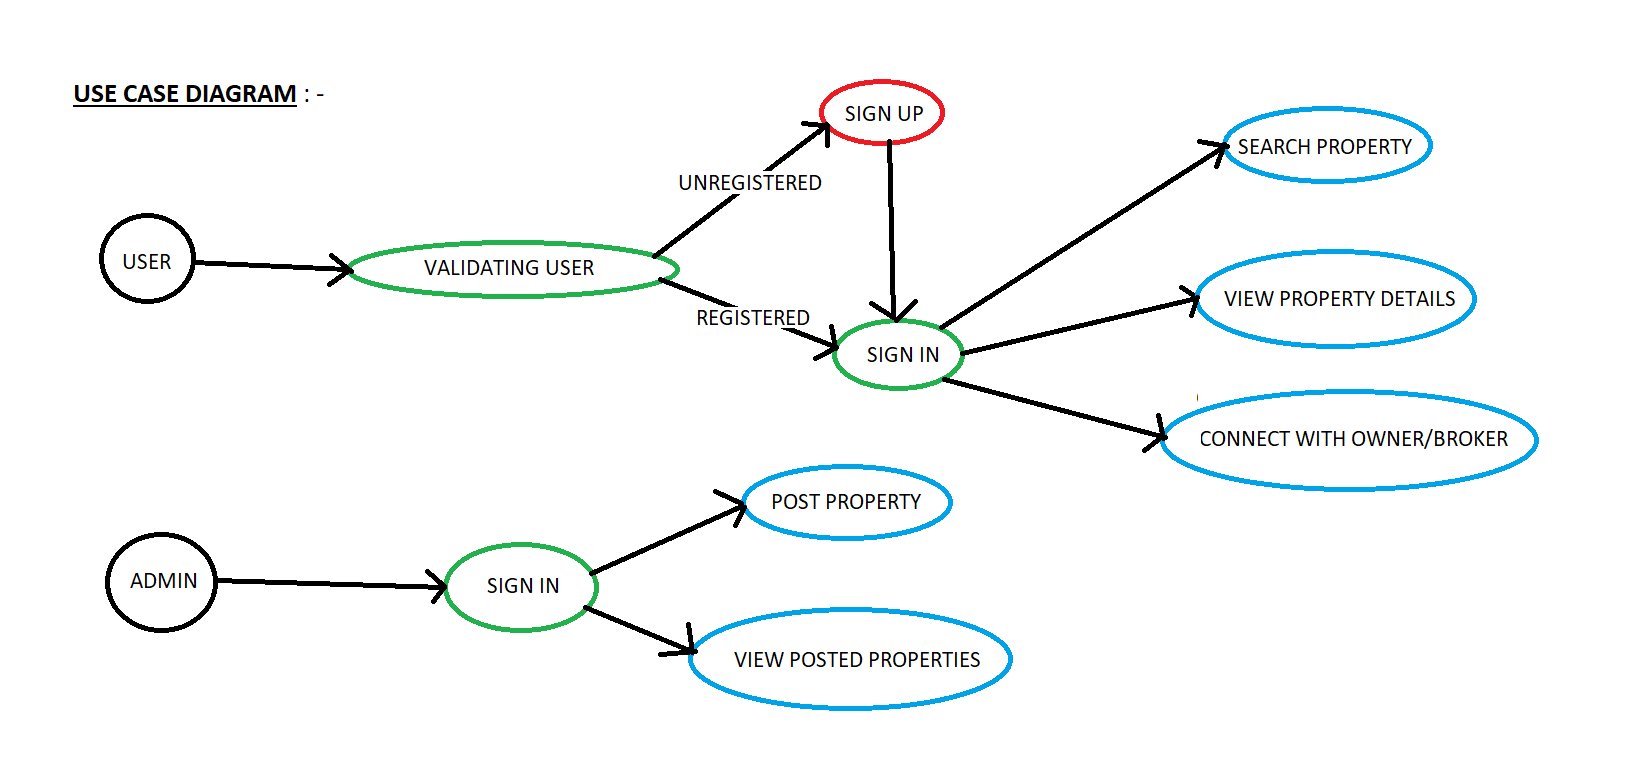 USE CASE DIAGRAM : -
SIGN UP
SEARCH PROPERTY
UNREGISTERED
USER
VALIDATING USER
VIEW PROPERTY DETAILS
REGISTERED
SIGN IN
CONNECT WITH OWNER/BROKER
POST PROPERTY
ADMIN
SIGN IN
VIEW POSTED PROPERTIES